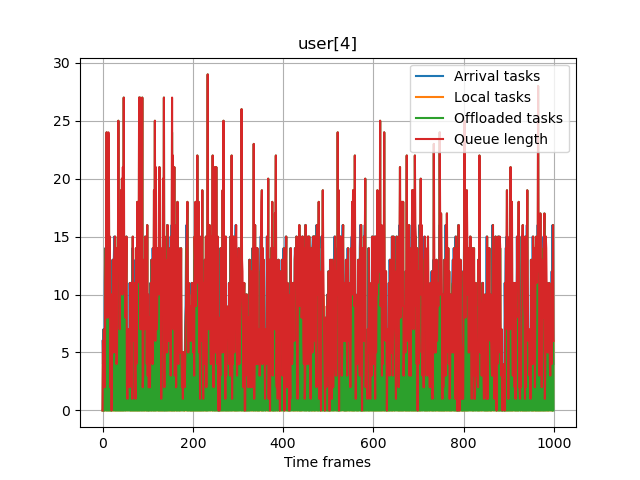 user[4]
Arrival tasks
Local tasks
Offloaded tasks
Queue length
30
25
20
15
10
5
0
0 200 400 600 800 1000
Time frames